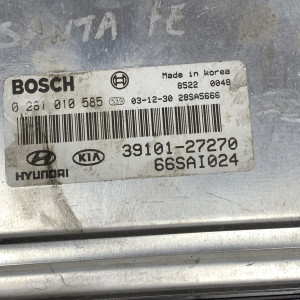 SANTA FE
BOSCH
Made in korea
8522 0048
0 281 010 585 S39 03-12-30 28SA5666
HYUNDAI KIA 39101-27270
66SAI024